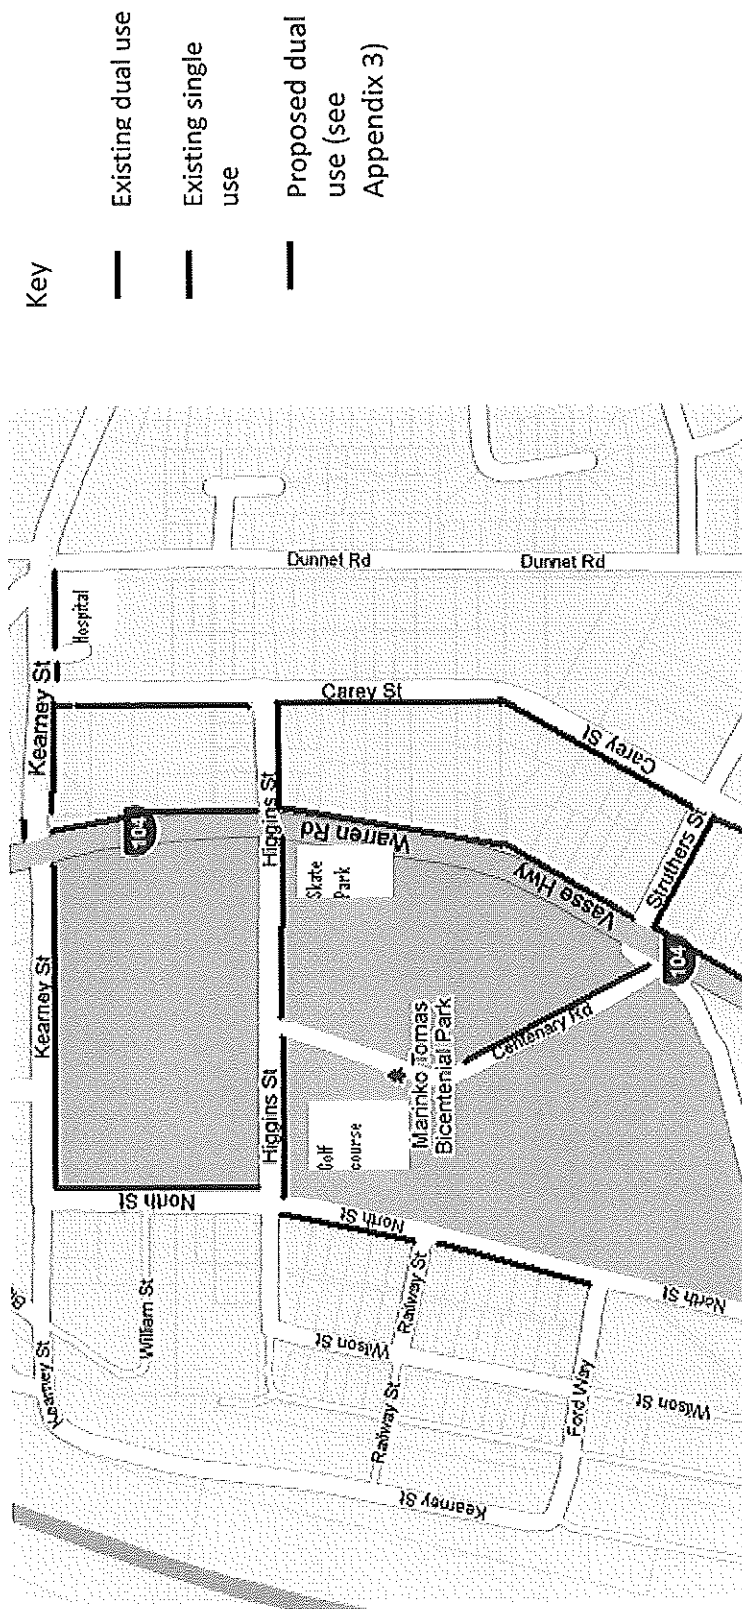 Key
Existing dual use
Existing single
use
Proposed dual
use (see
Appendix 3)
Dunnet Rd
Dunnet Rd
Hospital
Kearney St
Carey St
Carey St
Higgins St
104
Warren Rd
Skate
Park
Vasse Hwy
Struthers St
104
Kearney St
Centenary Rd
Marinko Tomas
Bicentenial Park
Higgins St
Golf
course
North St
North St
North St
William St
Railway St
Wilson St
Railway St
Ford Way
Wilson St
Kearney St
Kearney St